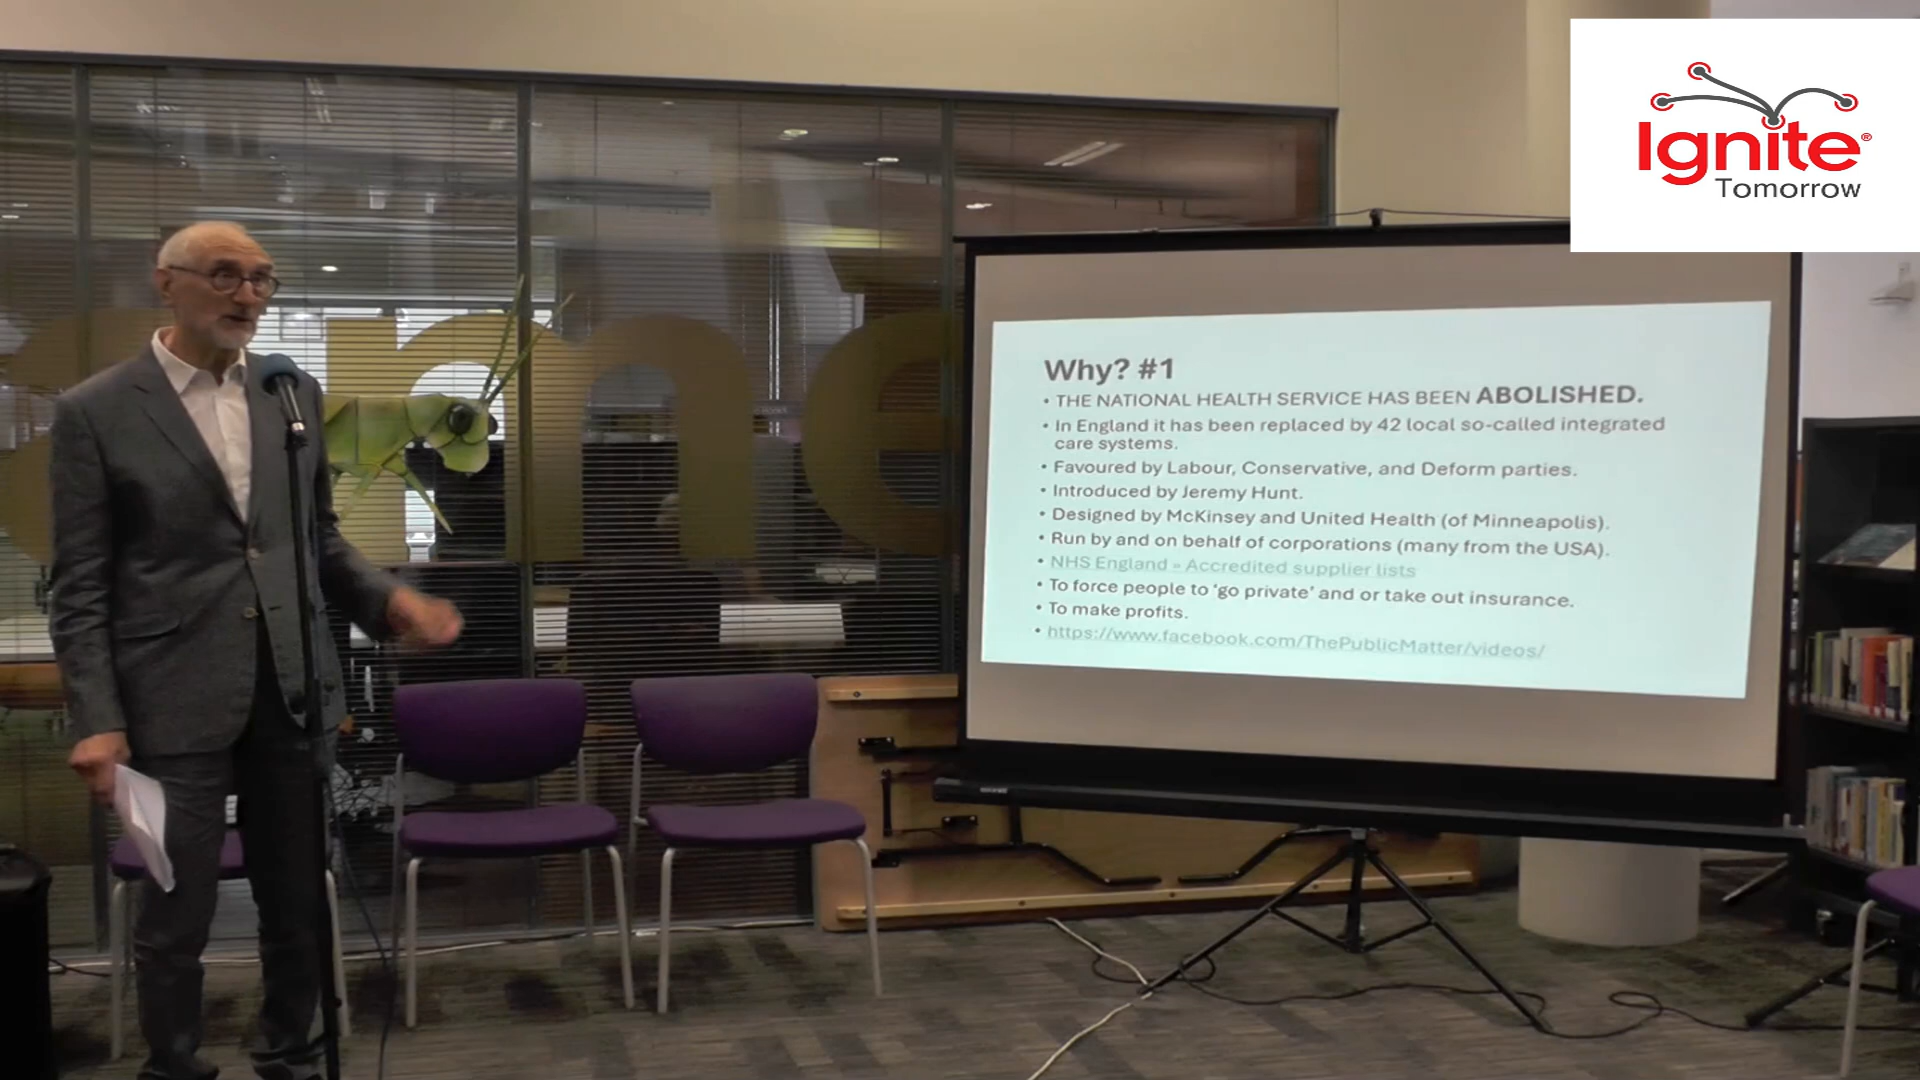 Ignite®
Tomorrow
Why? #1
• THE NATIONAL HEALTH SERVICE HAS BEEN ABOLISHED.
• In England it has been replaced by 42 local so-called integrated
care systems.
• Favoured by Labour, Conservative, and Deform parties.
• Introduced by Jeremy Hunt.
• Designed by McKinsey and United Health (of Minneapolis).
• Run by and on behalf of corporations (many from the USA).
• NHS England - Accredited supplier lists
• To force people to ‘go private’ and or take out insurance.
• To make profits.
• https://www.facebook.com/ThePublicMatter/videos/